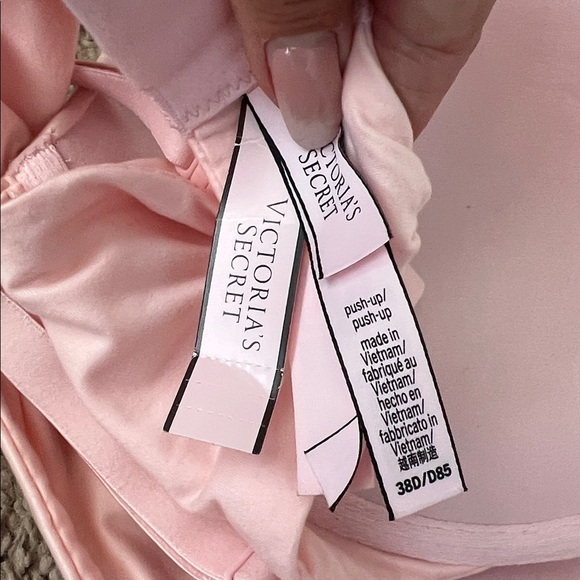 VICTORIA'S
SECRET
CTORIA'S
SECRET
push-up/
push-up
made in
Vietnam/
fabriqué au
Vietnam/
hecho en
Vietnam/
fabbricato in
Vietnam/
越南制造
38D/D85